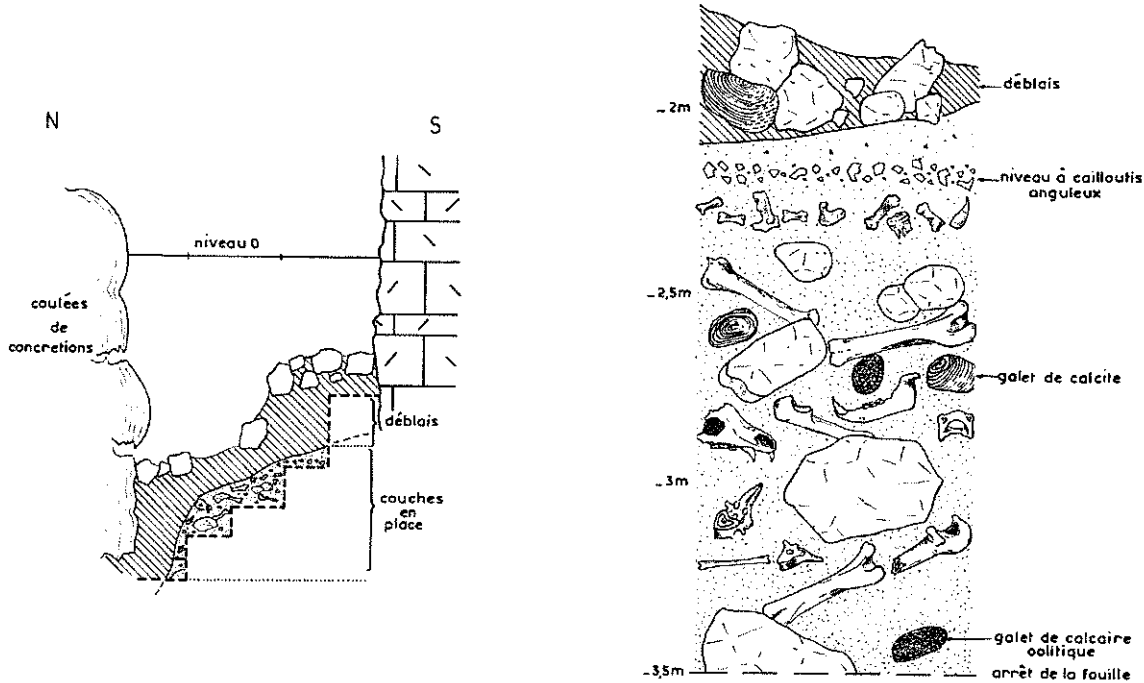 N
S
niveau 0
coulées
de
concrétions
déblais
couches
en
place
déblais
_2m
niveau à cailloutis
anguleux
_2,5m
galet de calcite
_3m
galet de calcaire
oolitique
_3,5m
arrêt de la fouille